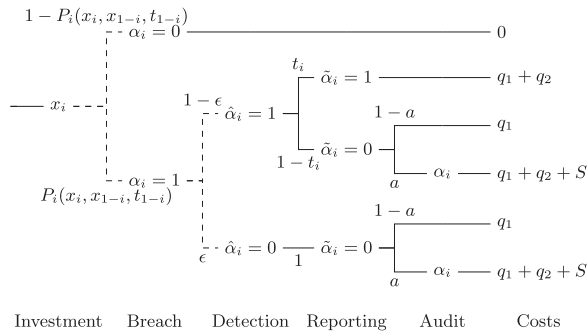 1 − P_i(x_i, x_{1−i}, t_{1−i})
α_i = 0 0
t_i
α̃_i = 1 q_1 + q_2
1 − ϵ
x_i
α̂_i = 1
1 − a
q_1
1 − t_i
α̃_i = 0
α_i = 1
a
α_i q_1 + q_2 + S
P_i(x_i, x_{1−i}, t_{1−i})
1 − a
q_1
α̂_i = 0 α̃_i = 0
ϵ
1
a
α_i q_1 + q_2 + S
Investment Breach Detection Reporting Audit Costs